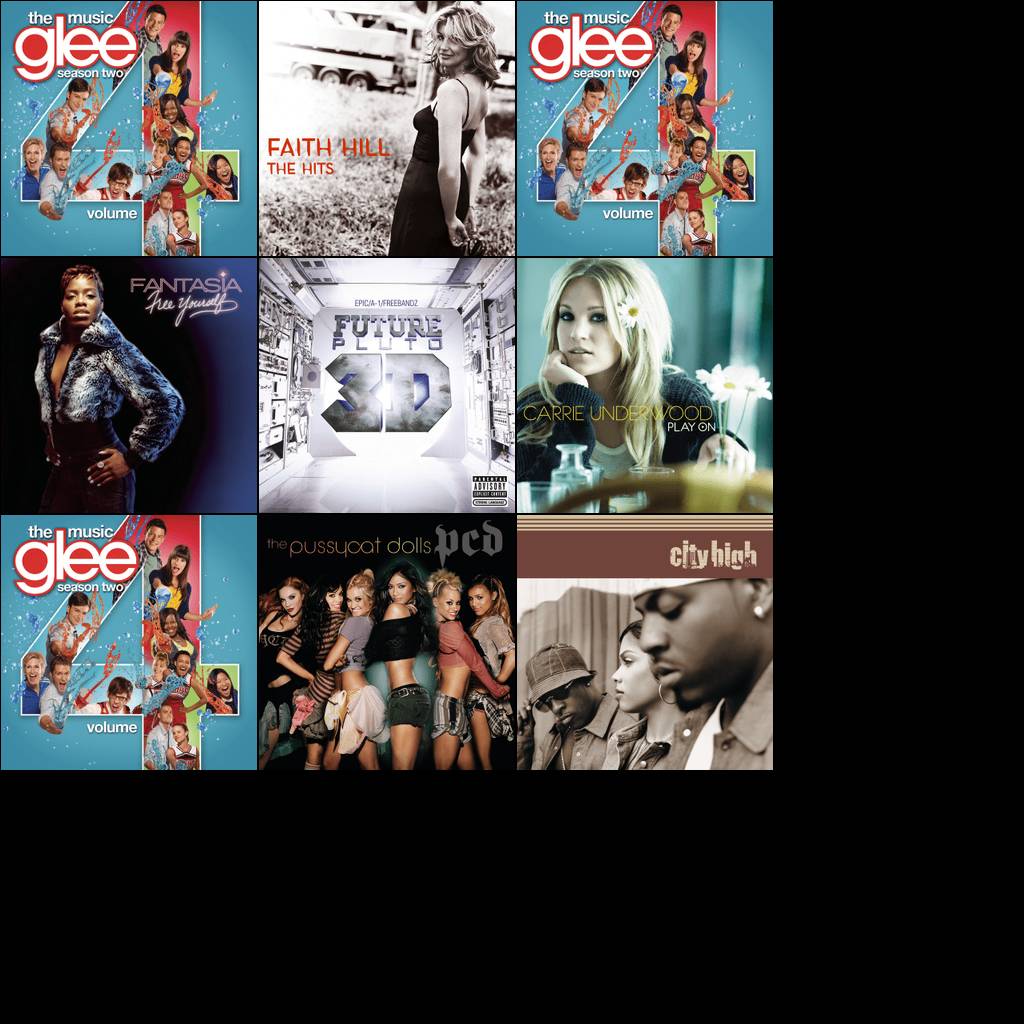 the music
glee
season two
volume
4
FAITH HILL
THE HITS
the music
glee
season two
volume
4
FANTASIA
Free Yourself
EPIC/A-1/FREEBANDZ
FUTURE
PLUTO
3D
PARENTAL
ADVISORY
EXPLICIT CONTENT
CARRIE UNDERWOOD
PLAY ON
the music
glee
season two
volume
4
the pussycat dolls pcd
city high